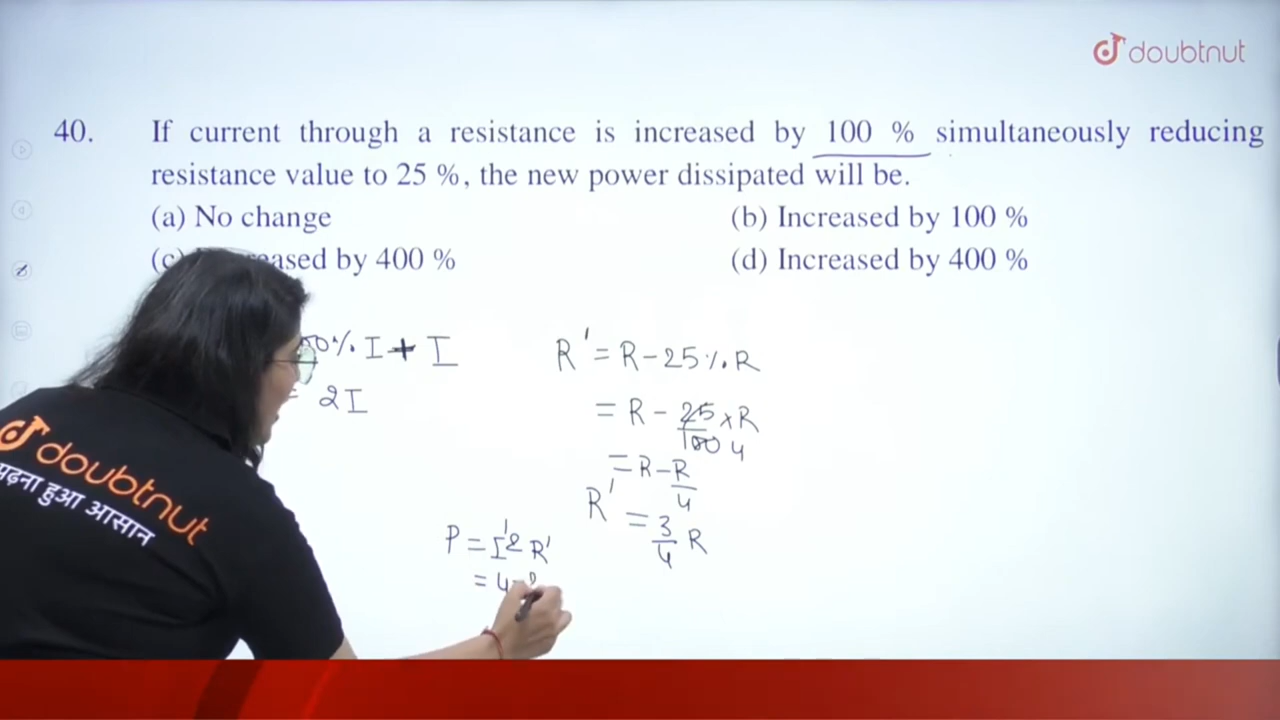 doubtnut
40. If current through a resistance is increased by 100 % simultaneously reducing
resistance value to 25 %, the new power dissipated will be.
(a) No change (b) Increased by 100 %
(c) by 400 % (d) Increased by 400 %
% I + I
= 2I
R' = R - 25% R
= R - 25/100 × R
4
= R - R/4
R' = 3/4 R
P = I'2 R'
= 4
doubtnut
पढ़ना हुआ आसान